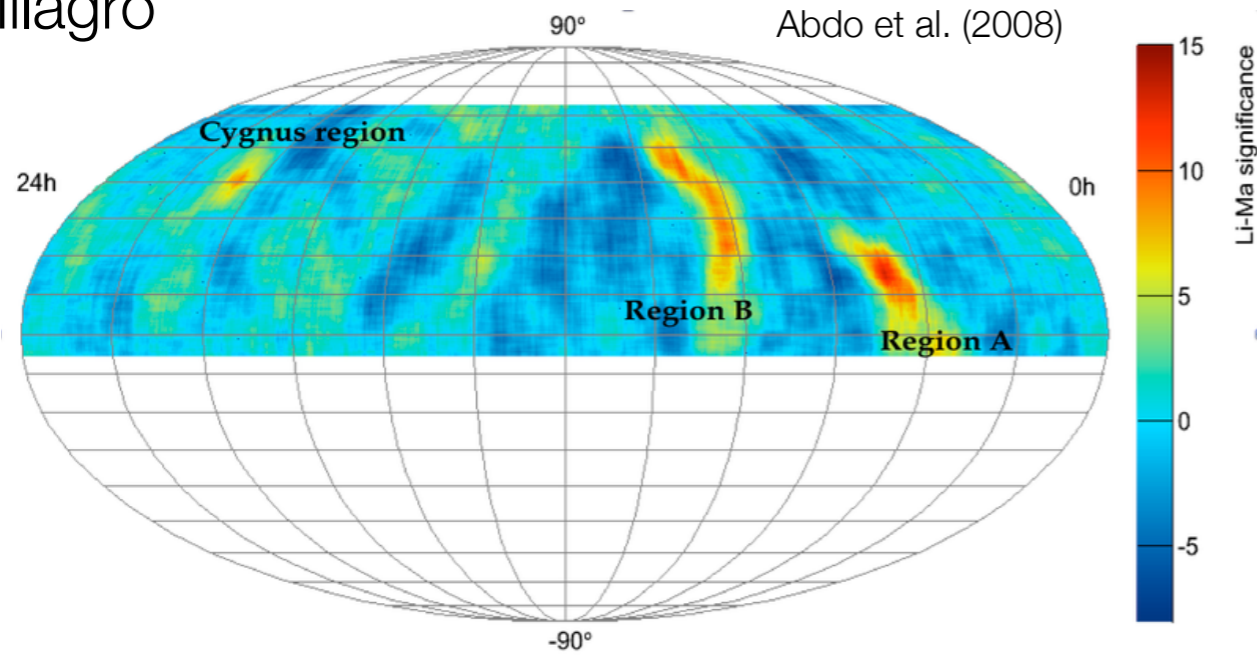 90°
Abdo et al. (2008)
15
Cygnus region
24h
0h
10
Li-Ma significance
5
Region B
Region A
0
-5
-90°